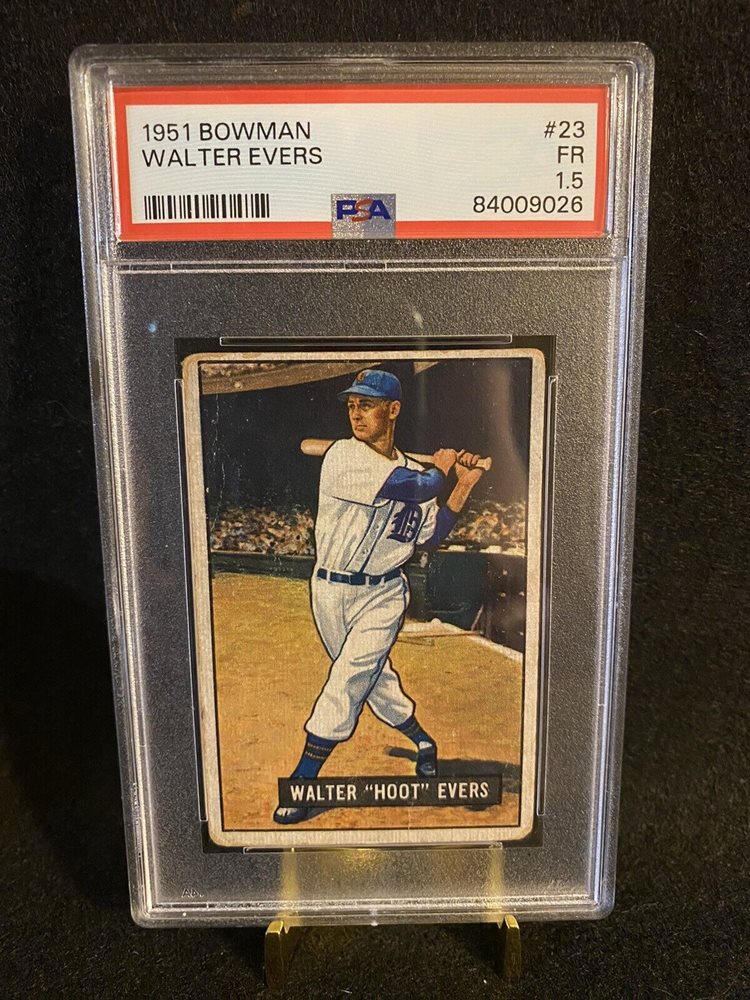 1951 BOWMAN #23
WALTER EVERS FR
1.5
PSA 84009026
D
WALTER "HOOT" EVERS